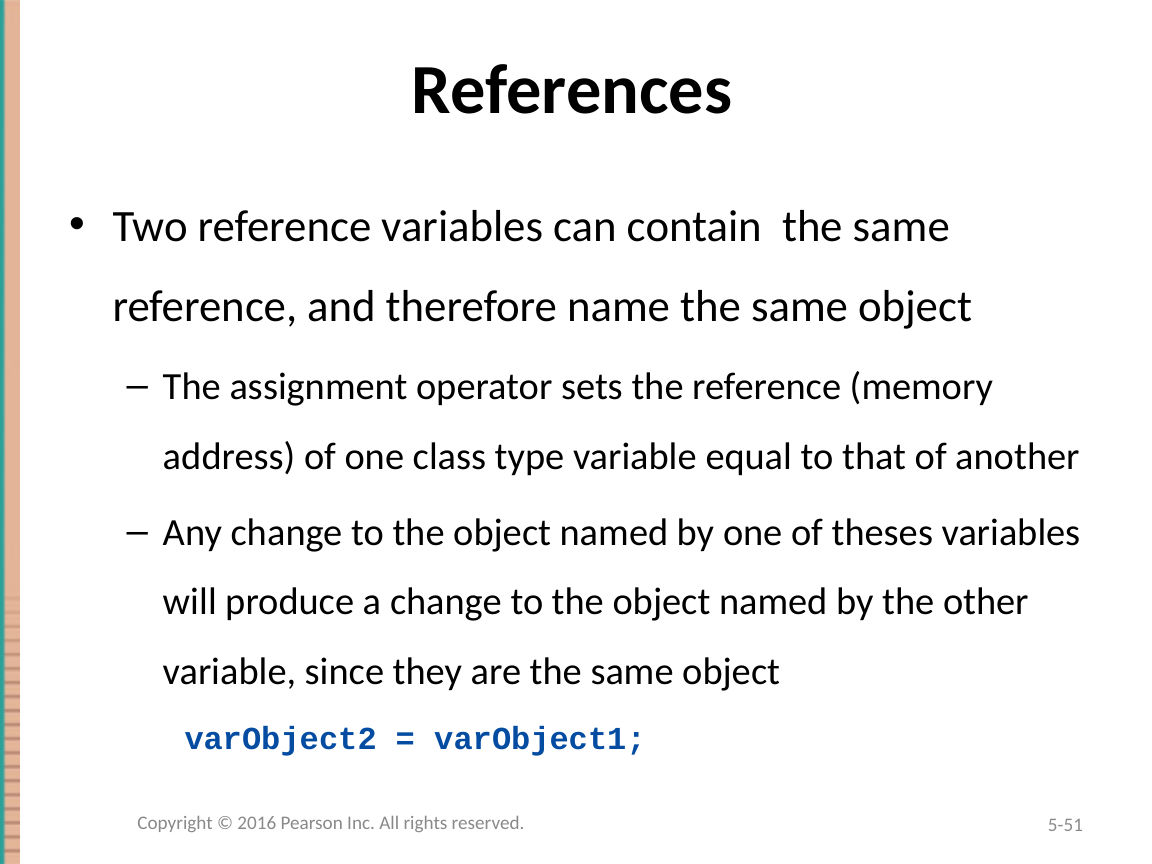 References
• Two reference variables can contain  the same
reference, and therefore name the same object
– The assignment operator sets the reference (memory
address) of one class type variable equal to that of another
– Any change to the object named by one of theses variables
will produce a change to the object named by the other
variable, since they are the same object
varObject2 = varObject1;
Copyright © 2016 Pearson Inc. All rights reserved.
5-51